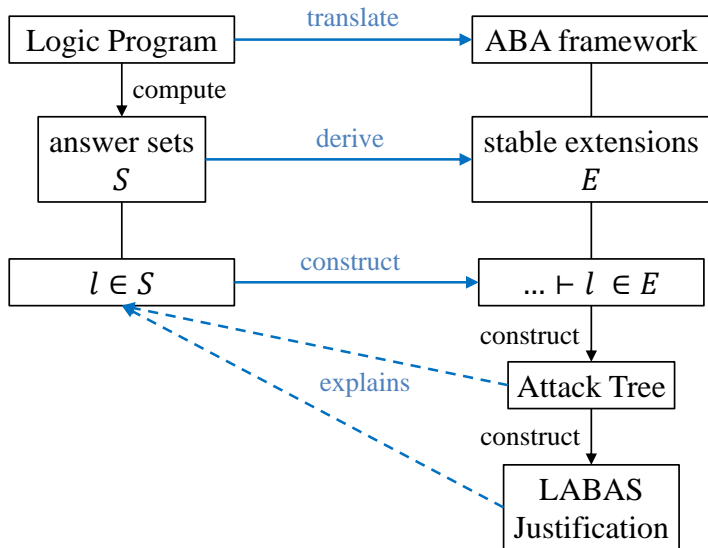 translate
Logic Program
ABA framework
compute
answer sets
S
derive
stable extensions
E
l ∈ S
construct
... ⊢ l ∈ E
construct
explains
Attack Tree
construct
LABAS
Justification